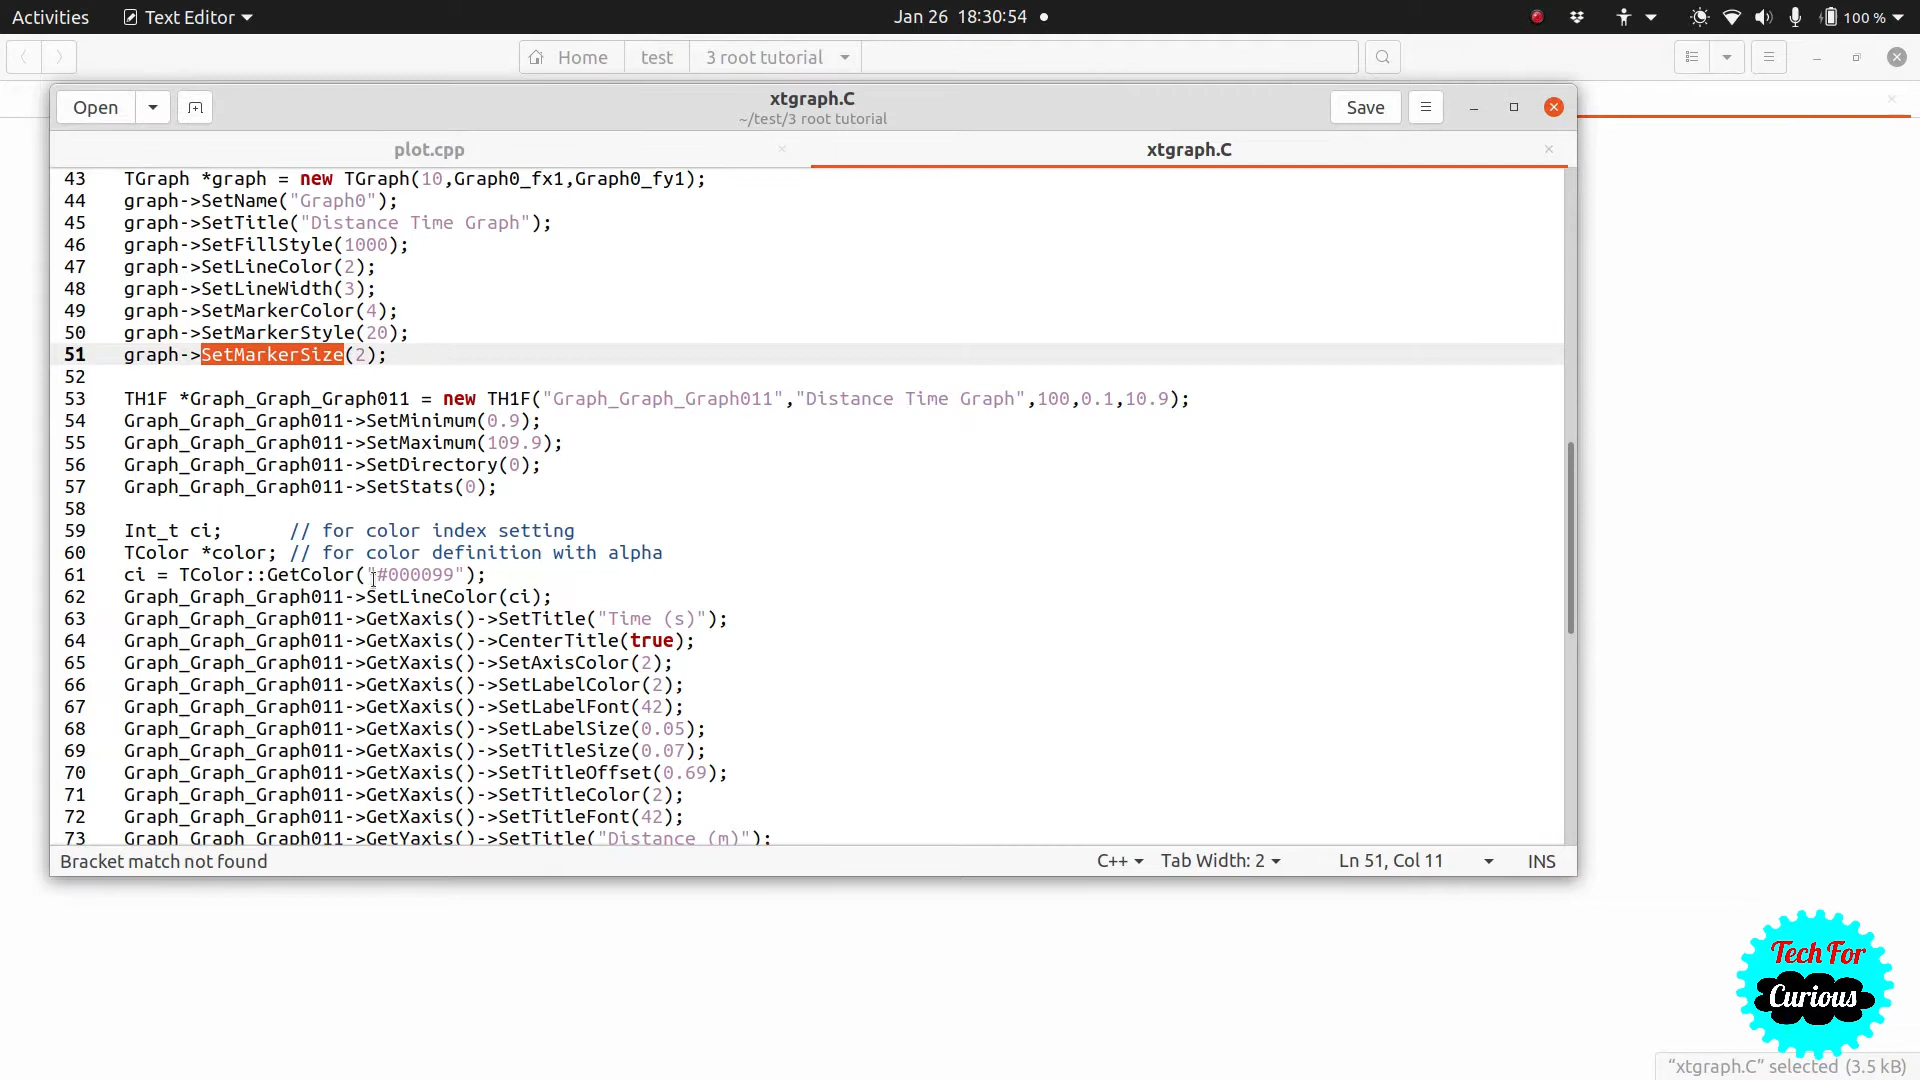 Activities Text Editor Jan 26 18:30:54 100 %
Home test 3 root tutorial
Open xtgraph.C Save
~/test/3 root tutorial
plot.cpp xtgraph.C
43 TGraph *graph = new TGraph(10,Graph0_fx1,Graph0_fy1);
44 graph->SetName("Graph0");
45 graph->SetTitle("Distance Time Graph");
46 graph->SetFillStyle(1000);
47 graph->SetLineColor(2);
48 graph->SetLineWidth(3);
49 graph->SetMarkerColor(4);
50 graph->SetMarkerStyle(20);
51 graph->SetMarkerSize(2);
52
53 TH1F *Graph_Graph_Graph011 = new TH1F("Graph_Graph_Graph011","Distance Time Graph",100,0.1,10.9);
54 Graph_Graph_Graph011->SetMinimum(0.9);
55 Graph_Graph_Graph011->SetMaximum(109.9);
56 Graph_Graph_Graph011->SetDirectory(0);
57 Graph_Graph_Graph011->SetStats(0);
58
59 Int_t ci;      // for color index setting
60 TColor *color; // for color definition with alpha
61 ci = TColor::GetColor("#000099");
62 Graph_Graph_Graph011->SetLineColor(ci);
63 Graph_Graph_Graph011->GetXaxis()->SetTitle("Time (s)");
64 Graph_Graph_Graph011->GetXaxis()->CenterTitle(true);
65 Graph_Graph_Graph011->GetXaxis()->SetAxisColor(2);
66 Graph_Graph_Graph011->GetXaxis()->SetLabelColor(2);
67 Graph_Graph_Graph011->GetXaxis()->SetLabelFont(42);
68 Graph_Graph_Graph011->GetXaxis()->SetLabelSize(0.05);
69 Graph_Graph_Graph011->GetXaxis()->SetTitleSize(0.07);
70 Graph_Graph_Graph011->GetXaxis()->SetTitleOffset(0.69);
71 Graph_Graph_Graph011->GetXaxis()->SetTitleColor(2);
72 Graph_Graph_Graph011->GetXaxis()->SetTitleFont(42);
73 Graph_Graph_Graph011->GetYaxis()->SetTitle("Distance (m)");
Bracket match not found C++ Tab Width: 2 Ln 51, Col 11 INS
Tech For
Curious
“xtgraph.C” selected (3.5 kB)